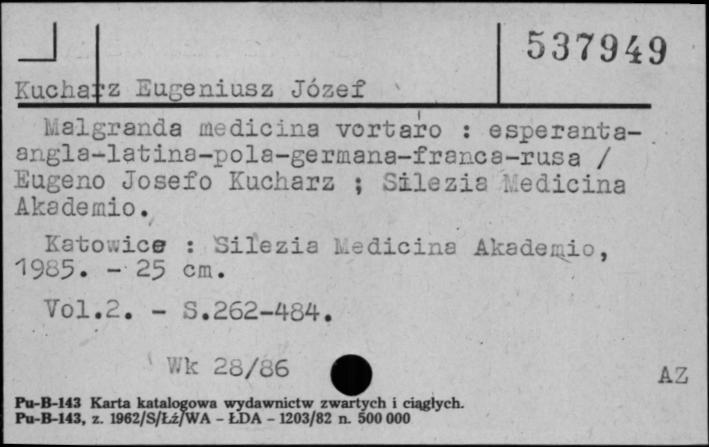 537949
Kucharz Eugeniusz Józef
Malgranda medicina vortaro : esperanta-
angla-latina-pola-germana-franca-rusa /
Eugeno Josefo Kucharz ; Silezia Medicina
Akademio.
Katowice : Silezia Medicina Akademio,
1985. - 25 cm.
Vol.2. - S.262-484.
Wk 28/86
AZ
Pu-B-143 Karta katalogowa wydawnictw zwartych i ciągłych.
Pu-B-143, z. 1962/S/Łż/WA - ŁDA - 1203/82 n. 500 000